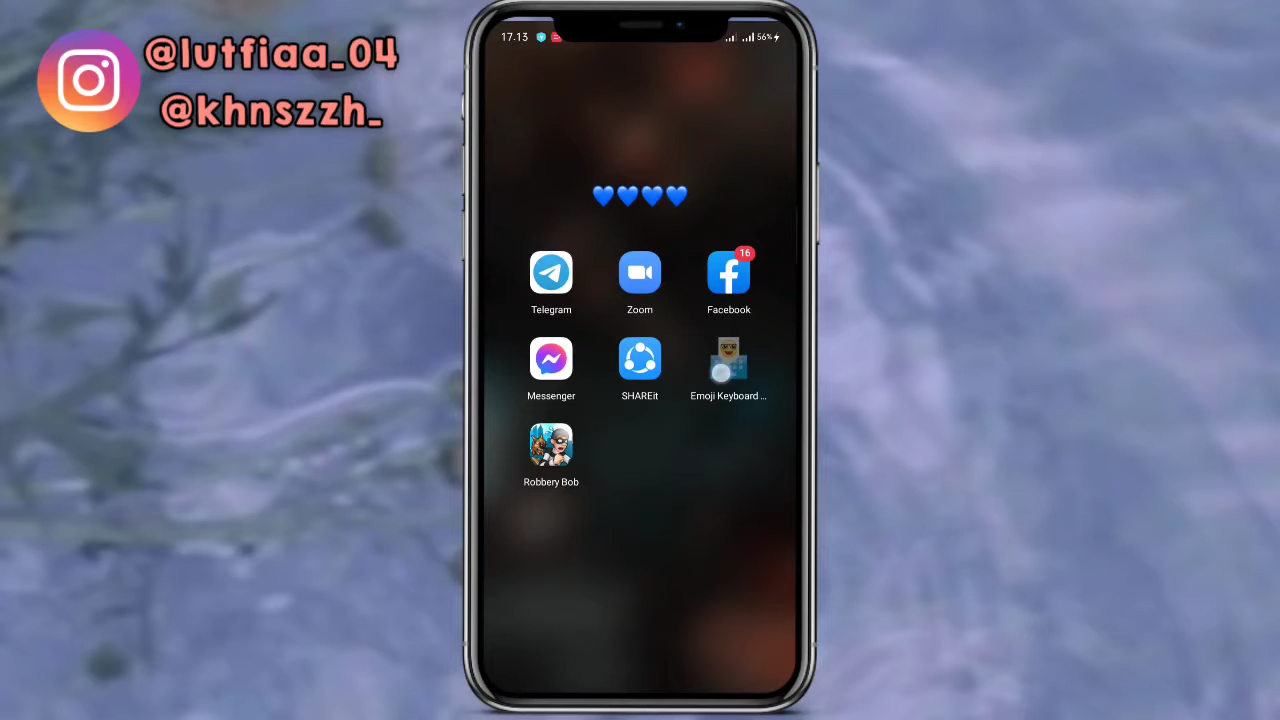 @lutfiaa_04
@khnszzh_
17.13
56%
💙💙💙💙
16
Telegram
Zoom
Facebook
Messenger
SHAREit
Emoji Keyboard ...
Robbery Bob